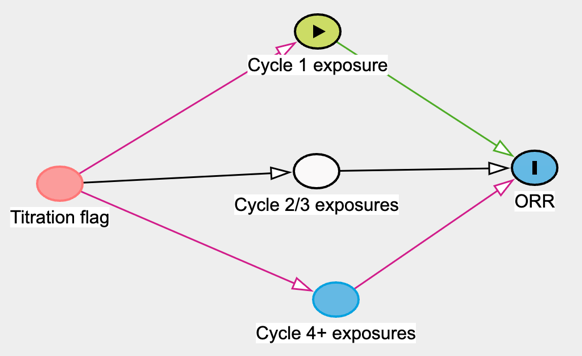 Cycle 1 exposure
Titration flag
Cycle 2/3 exposures
ORR
Cycle 4+ exposures